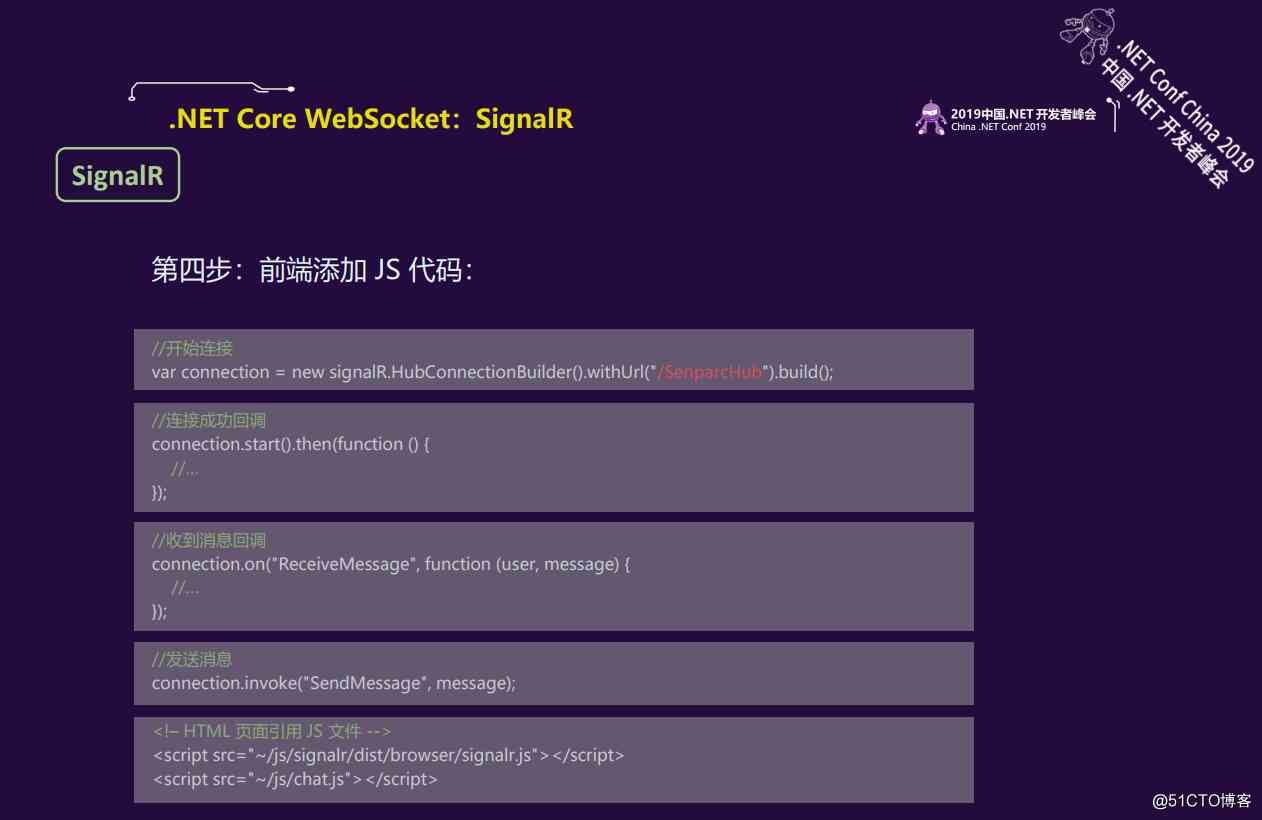 .NET Conf China 2019
中国 .NET 开发者峰会
2019中国.NET 开发者峰会
China .NET Conf 2019
.NET Core WebSocket：SignalR
SignalR
第四步：前端添加 JS 代码：
//开始连接
var connection = new signalR.HubConnectionBuilder().withUrl("/SenparcHub").build();
//连接成功回调
connection.start().then(function () {
//...
});
//收到消息回调
connection.on("ReceiveMessage", function (user, message) {
//...
});
//发送消息
connection.invoke("SendMessage", message);
<!– HTML 页面引用 JS 文件 -->
<script src="~/js/signalr/dist/browser/signalr.js"></script>
<script src="~/js/chat.js"></script>
@51CTO博客